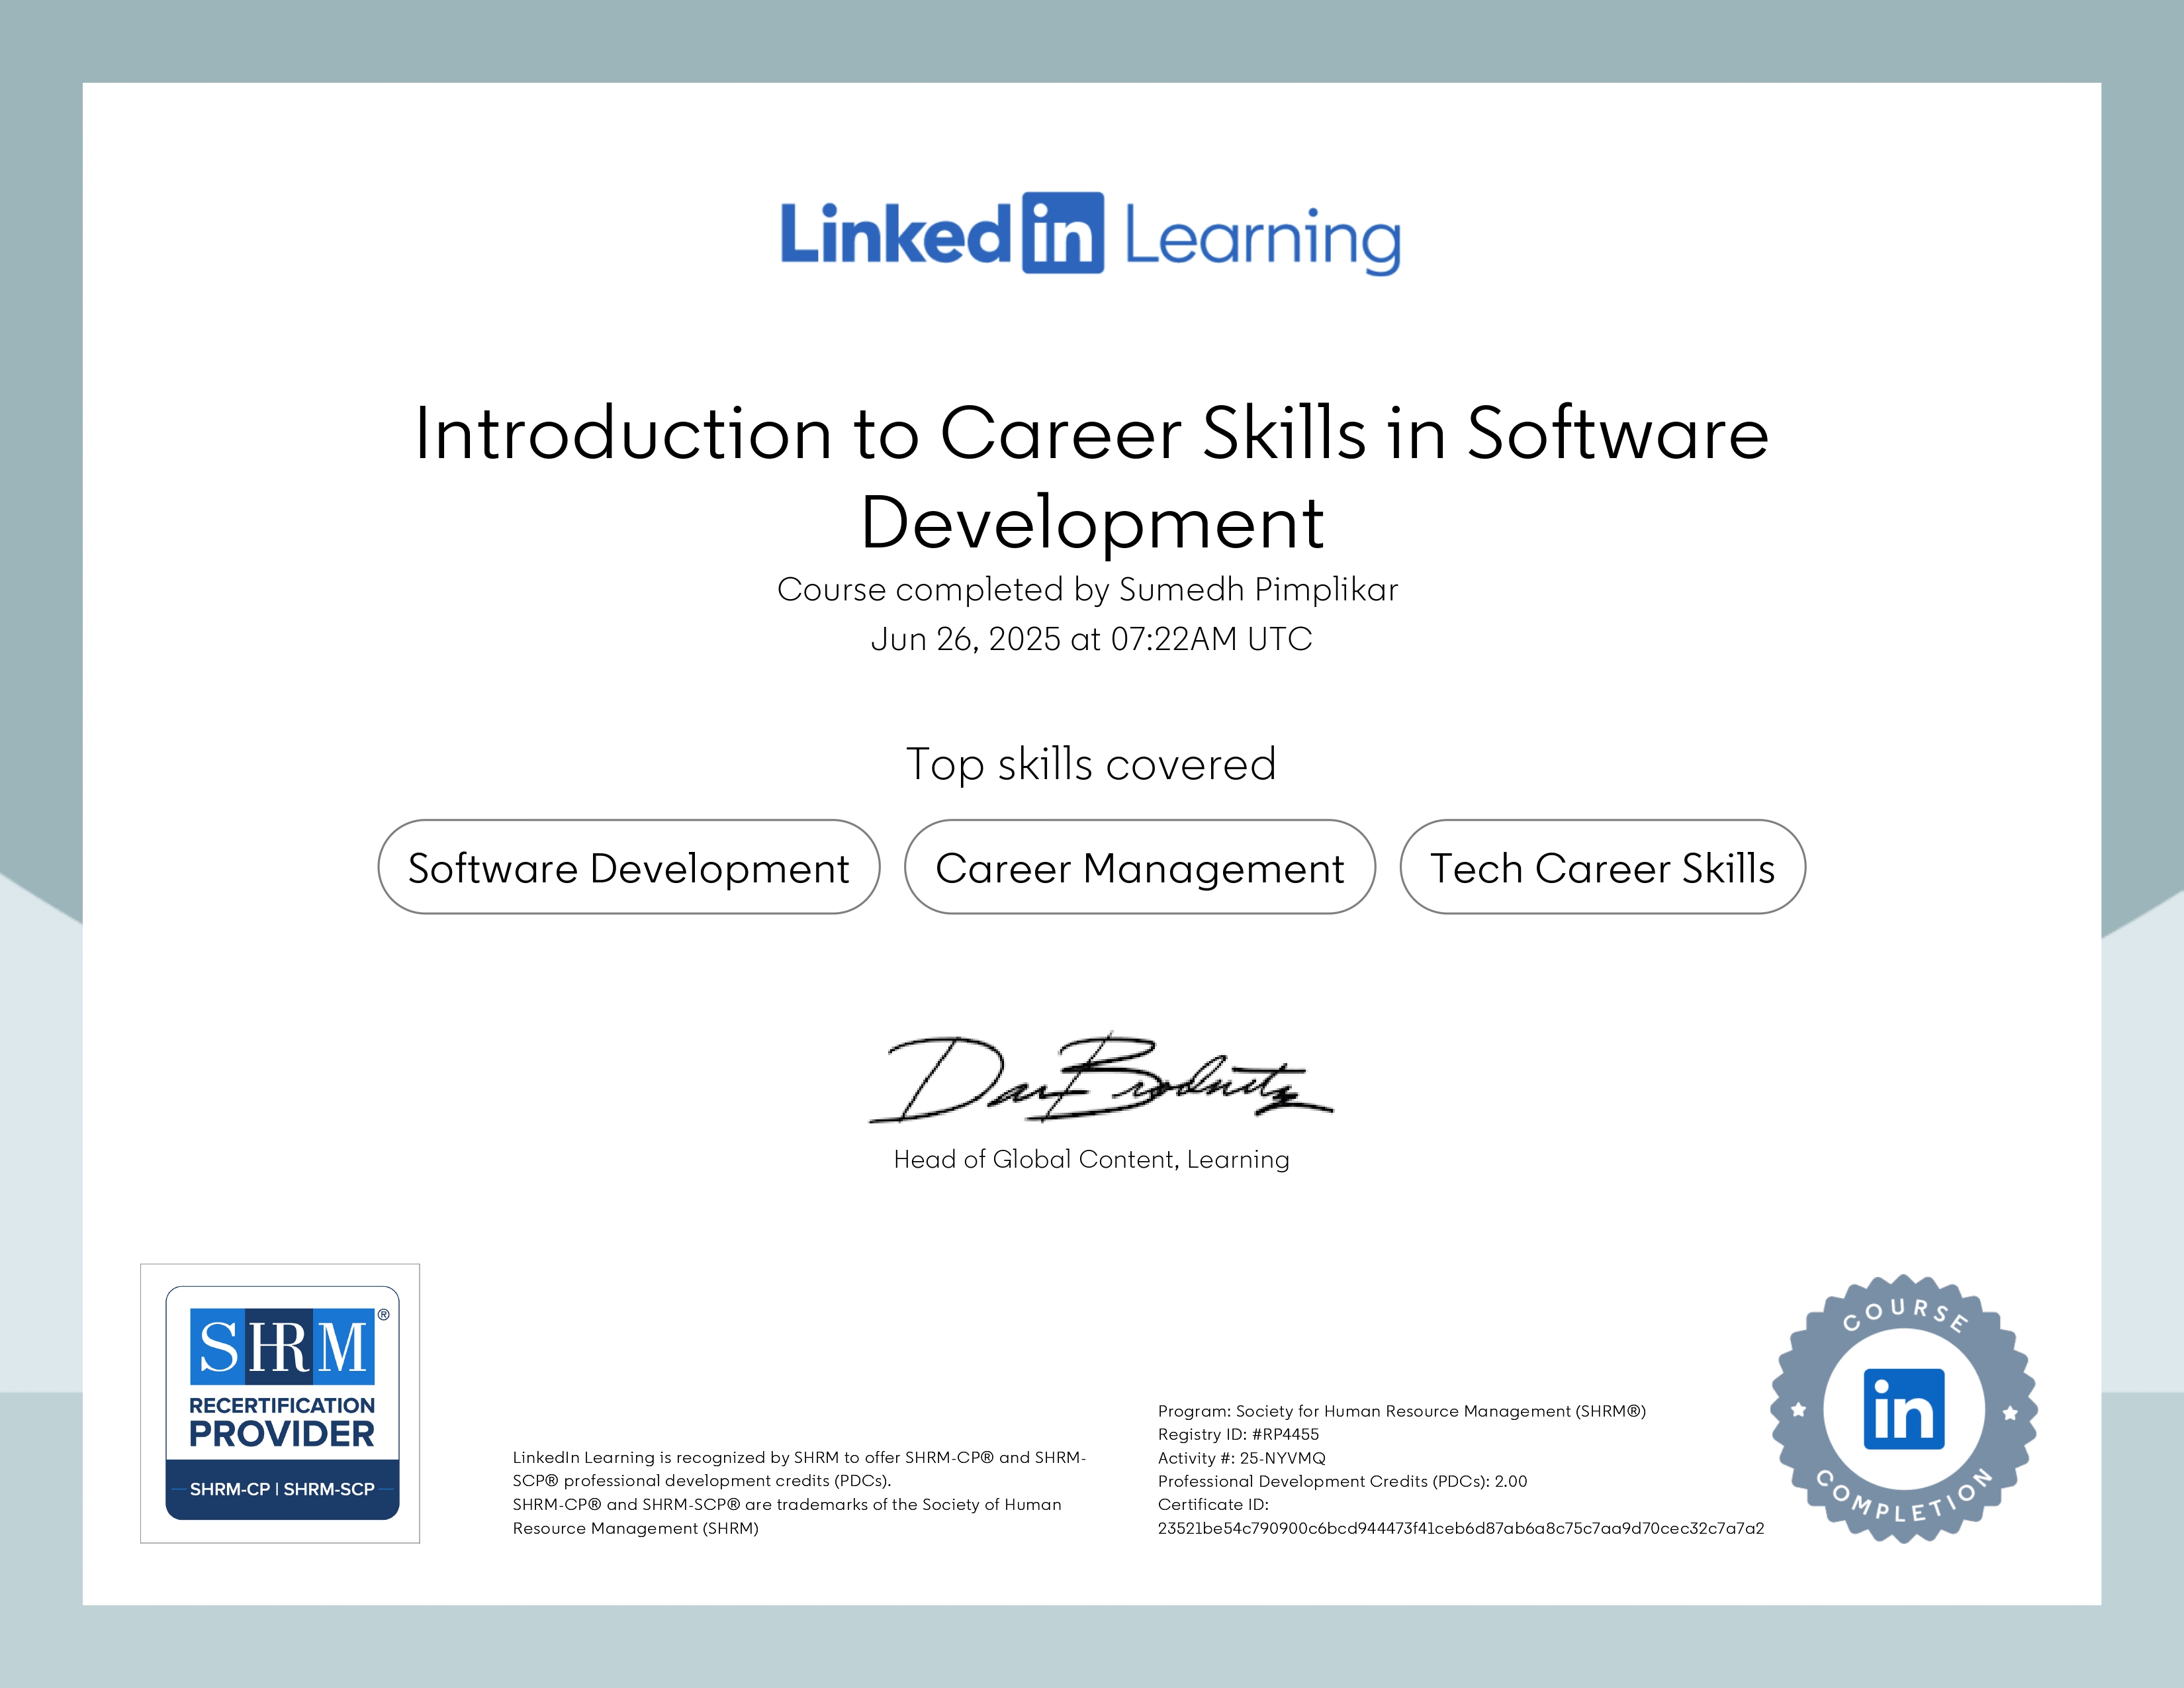 Linked in Learning
Introduction to Career Skills in Software
Development
Course completed by Sumedh Pimplikar
Jun 26, 2025 at 07:22AM UTC
Top skills covered
Software Development
Career Management
Tech Career Skills
Dan Brodnitz
Head of Global Content, Learning
SHRM®
RECERTIFICATION
PROVIDER
SHRM-CP | SHRM-SCP
LinkedIn Learning is recognized by SHRM to offer SHRM-CP® and SHRM-
SCP® professional development credits (PDCs).
SHRM-CP® and SHRM-SCP® are trademarks of the Society of Human
Resource Management (SHRM)
Program: Society for Human Resource Management (SHRM®)
Registry ID: #RP4455
Activity #: 25-NYVMQ
Professional Development Credits (PDCs): 2.00
Certificate ID:
23521be54c790900c6bcd944473f41ceb6d87ab6a8c75c7aa9d70cec32c7a7a2
COURSE
in
COMPLETION